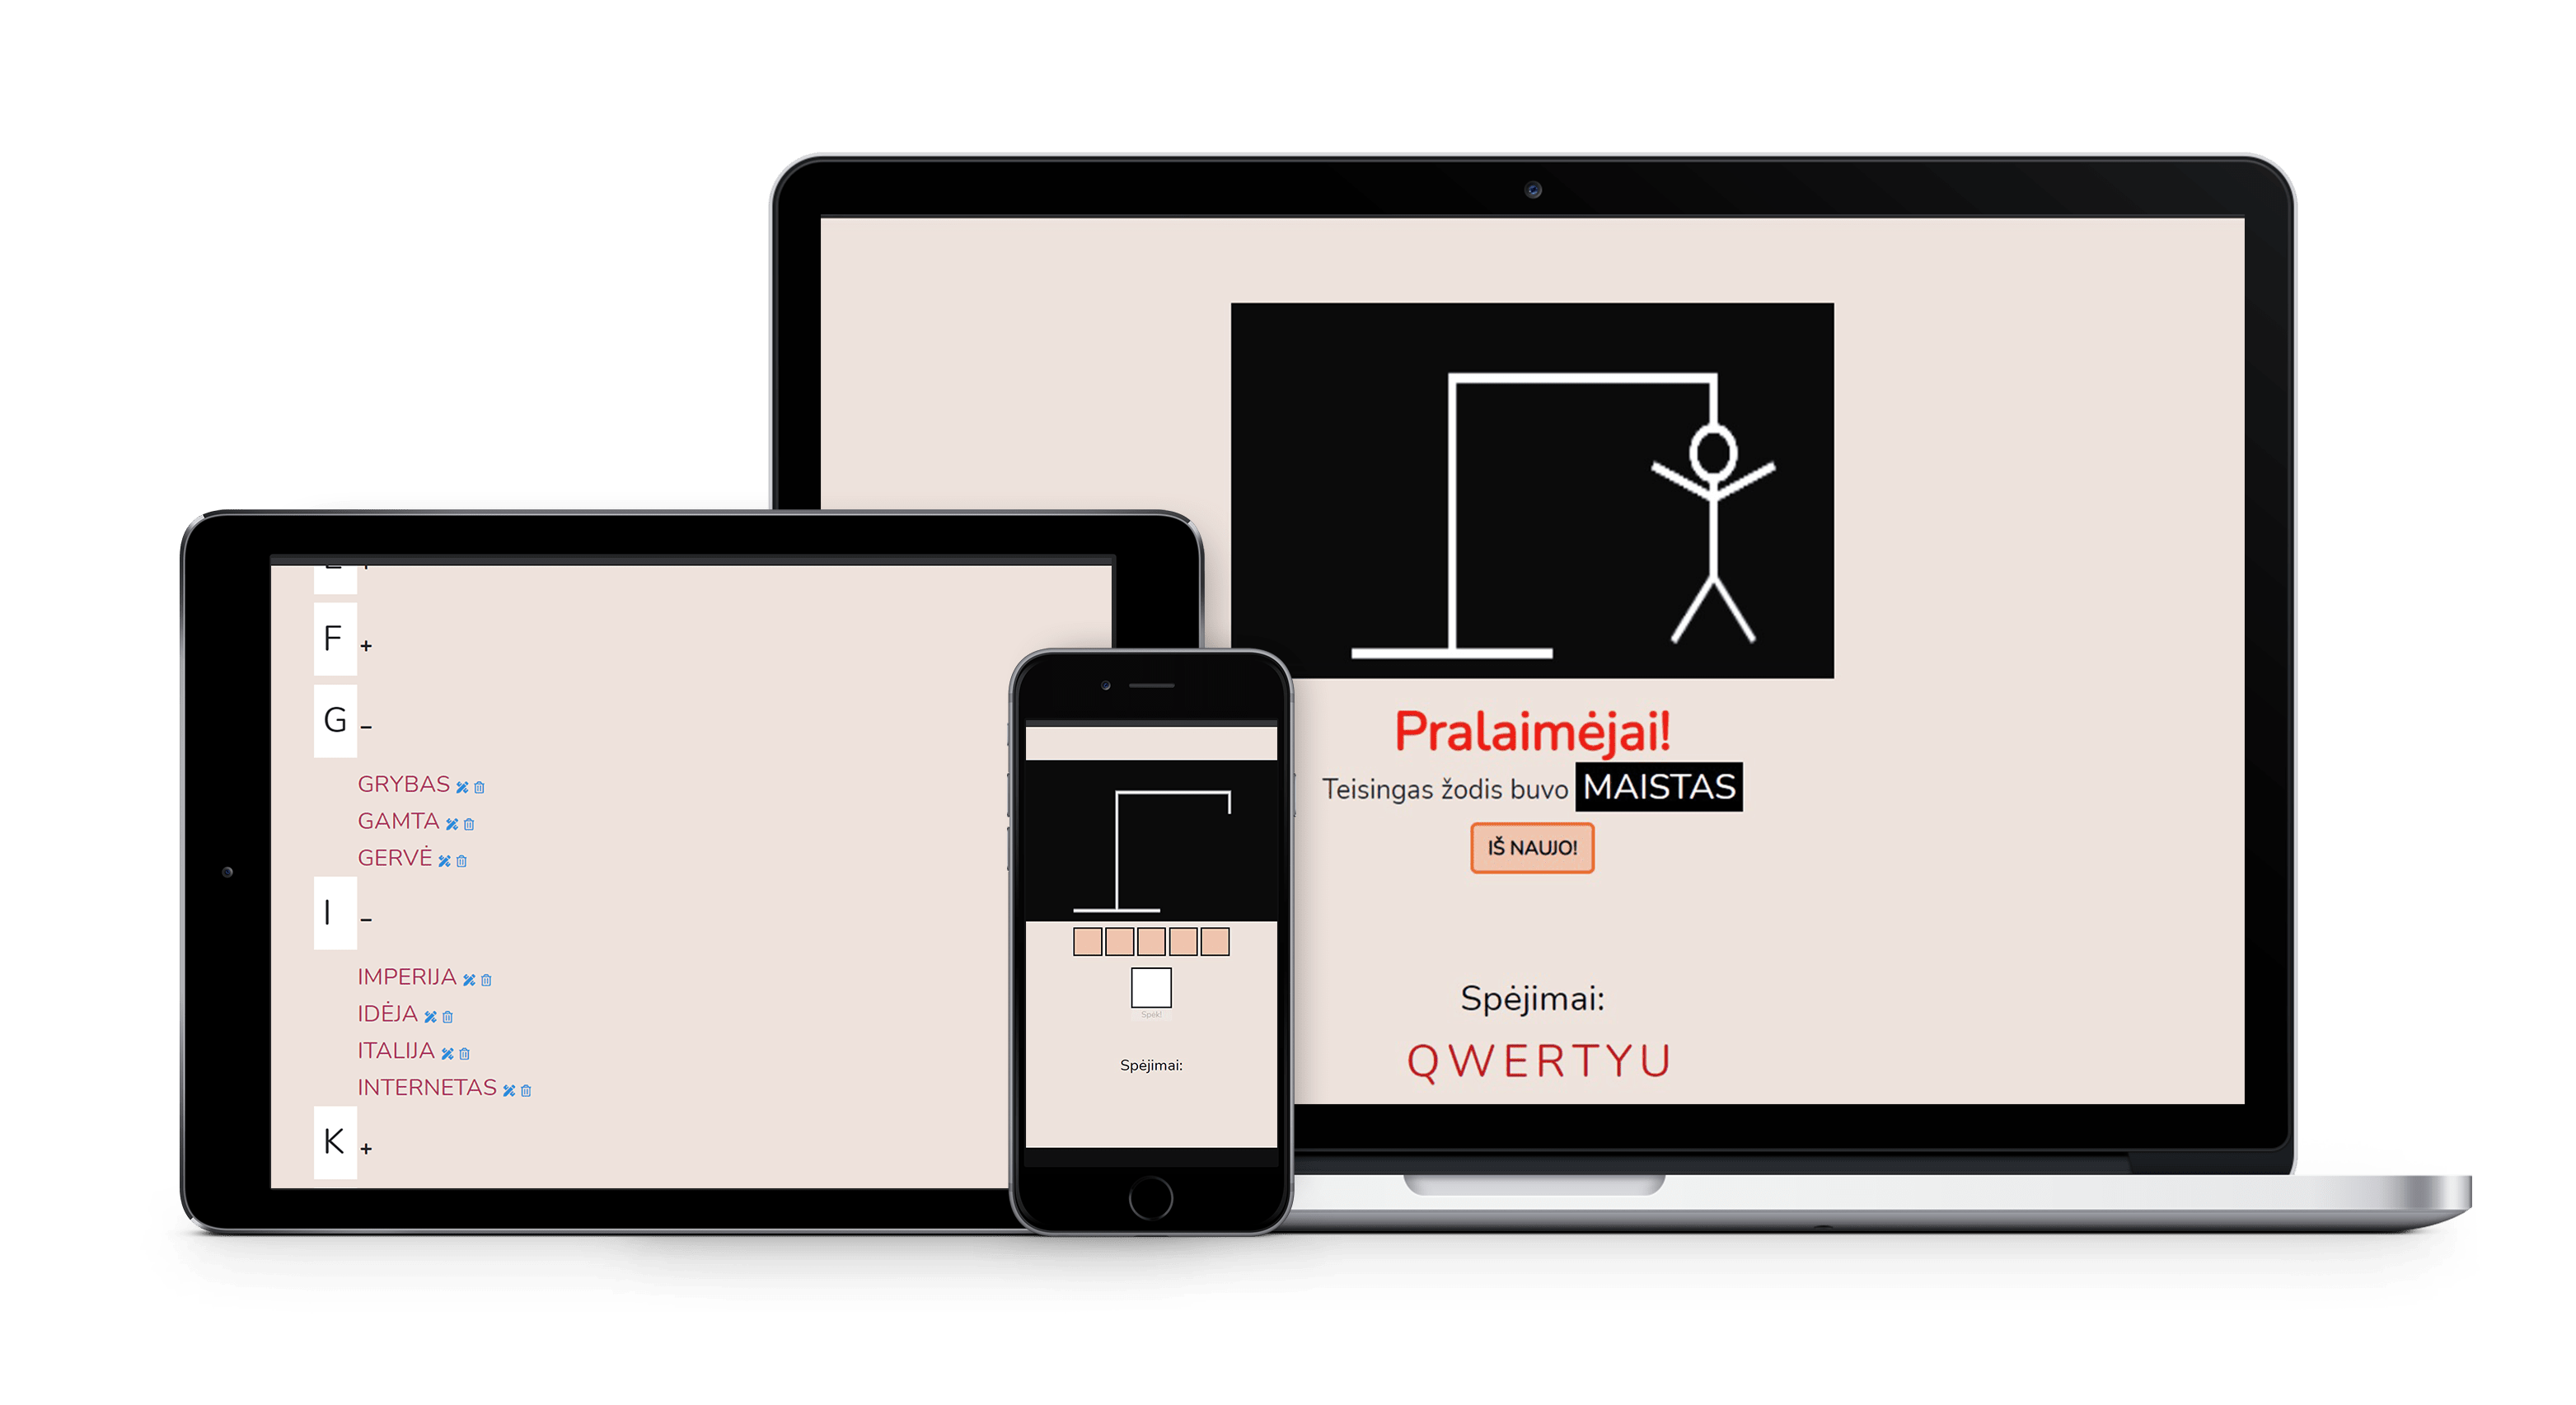 F +
G –
GRYBAS
GAMTA
GERVĖ
I –
IMPERIJA
IDĖJA
ITALIJA
INTERNETAS
K +
Spėk!
Spėjimai:
Pralaimėjai!
Teisingas žodis buvo MAISTAS
IŠ NAUJO!
Spėjimai:
QWERTYU